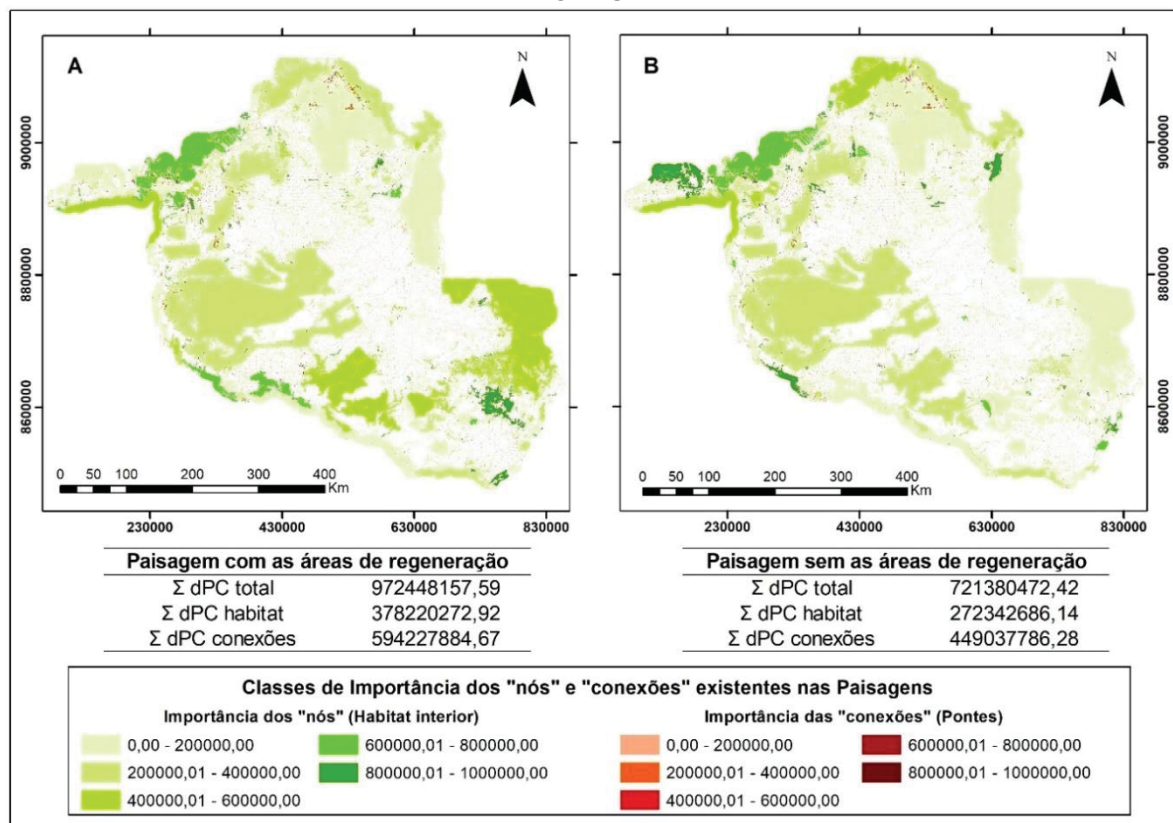 A
N
B
N
9000000
8800000
8600000
9000000
8800000
8600000
0 50 100 200 300 400
Km
0 50 100 200 300 400
Km
230000 430000 630000 830000
230000 430000 630000 830000
Paisagem com as áreas de regeneração
Σ dPC total 972448157,59
Σ dPC habitat 378220272,92
Σ dPC conexões 594227884,67
Paisagem sem as áreas de regeneração
Σ dPC total 721380472,42
Σ dPC habitat 272342686,14
Σ dPC conexões 449037786,28
Classes de Importância dos "nós" e "conexões" existentes nas Paisagens
Importância dos "nós" (Habitat interior)
0,00 - 200000,00
200000,01 - 400000,00
400000,01 - 600000,00
600000,01 - 800000,00
800000,01 - 1000000,00
Importância das "conexões" (Pontes)
0,00 - 200000,00
200000,01 - 400000,00
400000,01 - 600000,00
600000,01 - 800000,00
800000,01 - 1000000,00